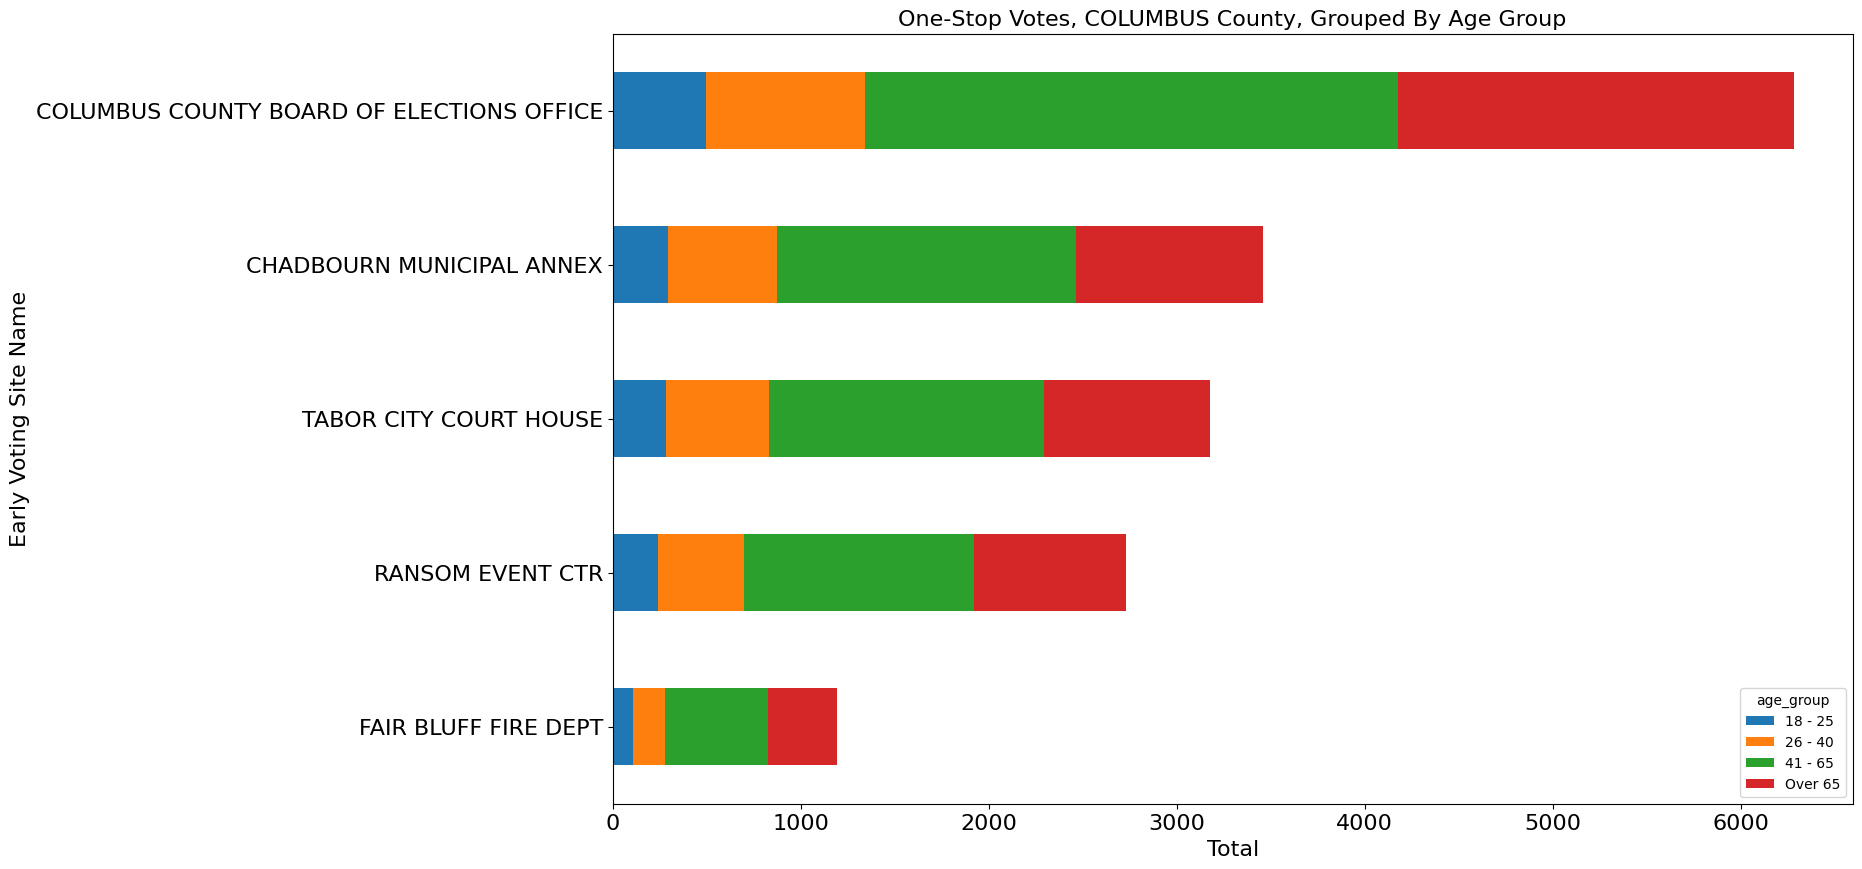 One-Stop Votes, COLUMBUS County, Grouped By Age Group
Early Voting Site Name
COLUMBUS COUNTY BOARD OF ELECTIONS OFFICE
CHADBOURN MUNICIPAL ANNEX
TABOR CITY COURT HOUSE
RANSOM EVENT CTR
FAIR BLUFF FIRE DEPT
age_group
18 - 25
26 - 40
41 - 65
Over 65
0 1000 2000 3000 4000 5000 6000
Total